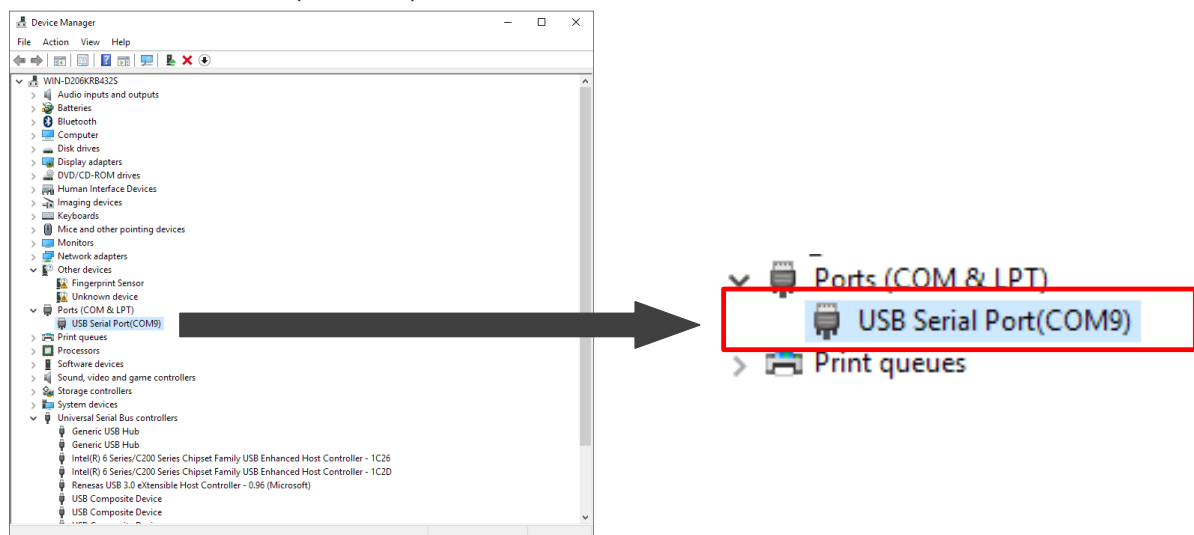 Device Manager
File Action View Help
WIN-D206KRB432S
Audio inputs and outputs
Batteries
Bluetooth
Computer
Disk drives
Display adapters
DVD/CD-ROM drives
Human Interface Devices
Imaging devices
Keyboards
Mice and other pointing devices
Monitors
Network adapters
Other devices
Fingerprint Sensor
Unknown device
Ports (COM & LPT)
USB Serial Port(COM9)
Print queues
Processors
Software devices
Sound, video and game controllers
Storage controllers
System devices
Universal Serial Bus controllers
Generic USB Hub
Generic USB Hub
Intel(R) 6 Series/C200 Series Chipset Family USB Enhanced Host Controller - 1C26
Intel(R) 6 Series/C200 Series Chipset Family USB Enhanced Host Controller - 1C2D
Renesas USB 3.0 eXtensible Host Controller - 0.96 (Microsoft)
USB Composite Device
USB Composite Device
Ports (COM & LPT)
USB Serial Port(COM9)
Print queues